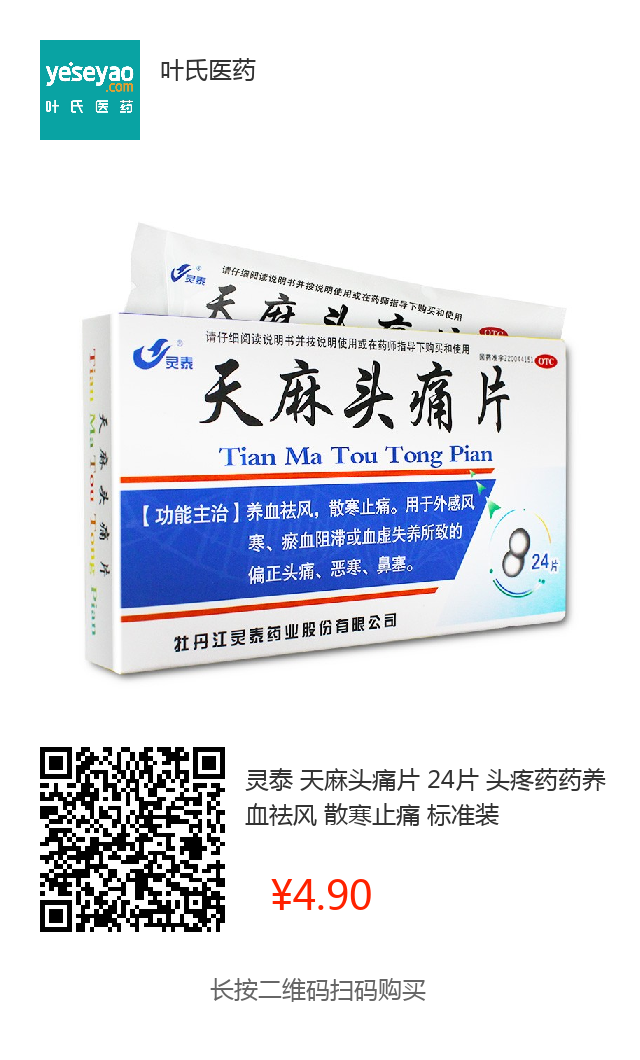 yeseyao
.com
叶氏医药
叶氏医药
灵泰
请仔细阅读说明书并按说明使用或在药师指导下购买和使用
天麻头痛片
OTC
灵泰
请仔细阅读说明书并按说明使用或在药师指导下购买和使用
OTC
天麻头痛片
Tian Ma Tou Tong Pian
天麻头痛片
Tian Ma Tou Tong Pian
【功能主治】养血祛风，散寒止痛。用于外感风
寒、瘀血阻滞或血虚失养所致的
偏正头痛、恶寒、鼻塞。
24片
牡丹江灵泰药业股份有限公司
灵泰 天麻头痛片 24片 头疼药药养
血祛风 散寒止痛 标准装
¥4.90
长按二维码扫码购买